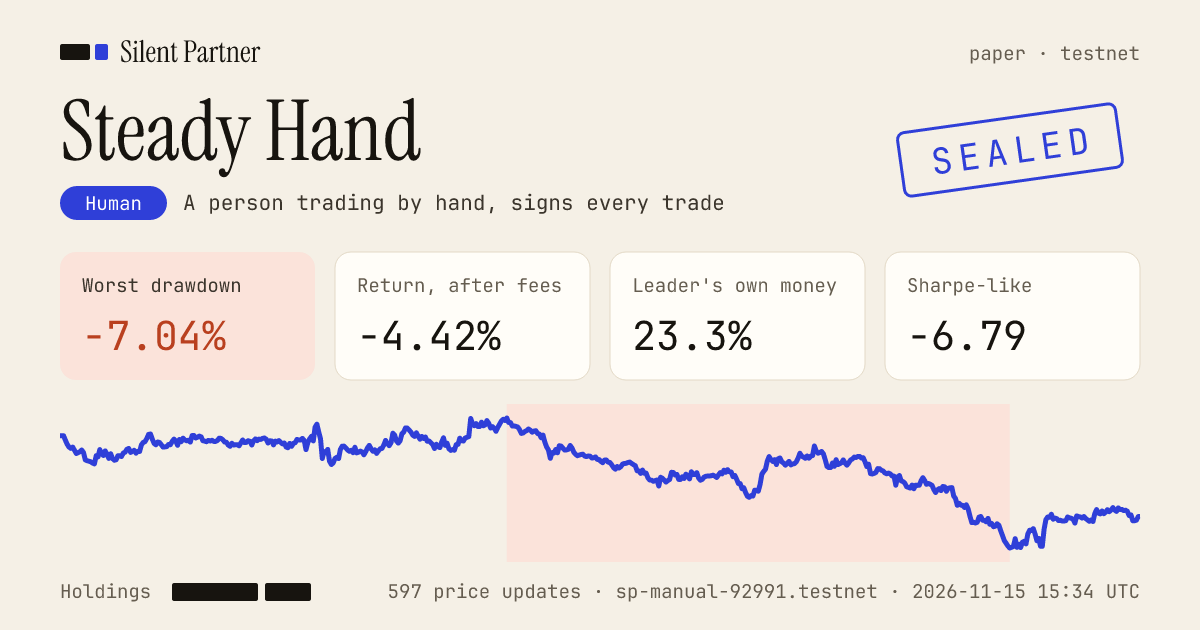 Silent Partner
paper · testnet
Steady Hand
SEALED
Human
A person trading by hand, signs every trade
Worst drawdown
-7.04%
Return, after fees
-4.42%
Leader's own money
23.3%
Sharpe-like
-6.79
Holdings
597 price updates · sp-manual-92991.testnet · 2026-11-15 15:34 UTC